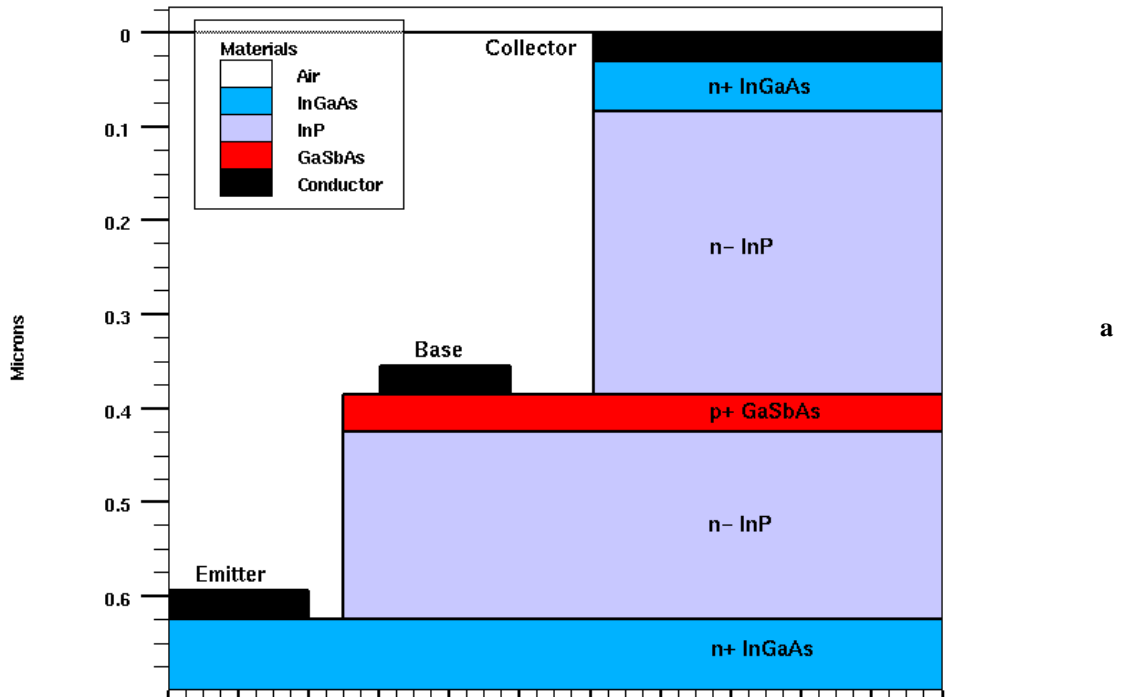 0
Materials
Air
InGaAs
InP
GaSbAs
Conductor
Collector
n+ InGaAs
0.1
0.2
n− InP
0.3
Microns
a
Base
0.4
p+ GaSbAs
0.5
n− InP
Emitter
0.6
n+ InGaAs